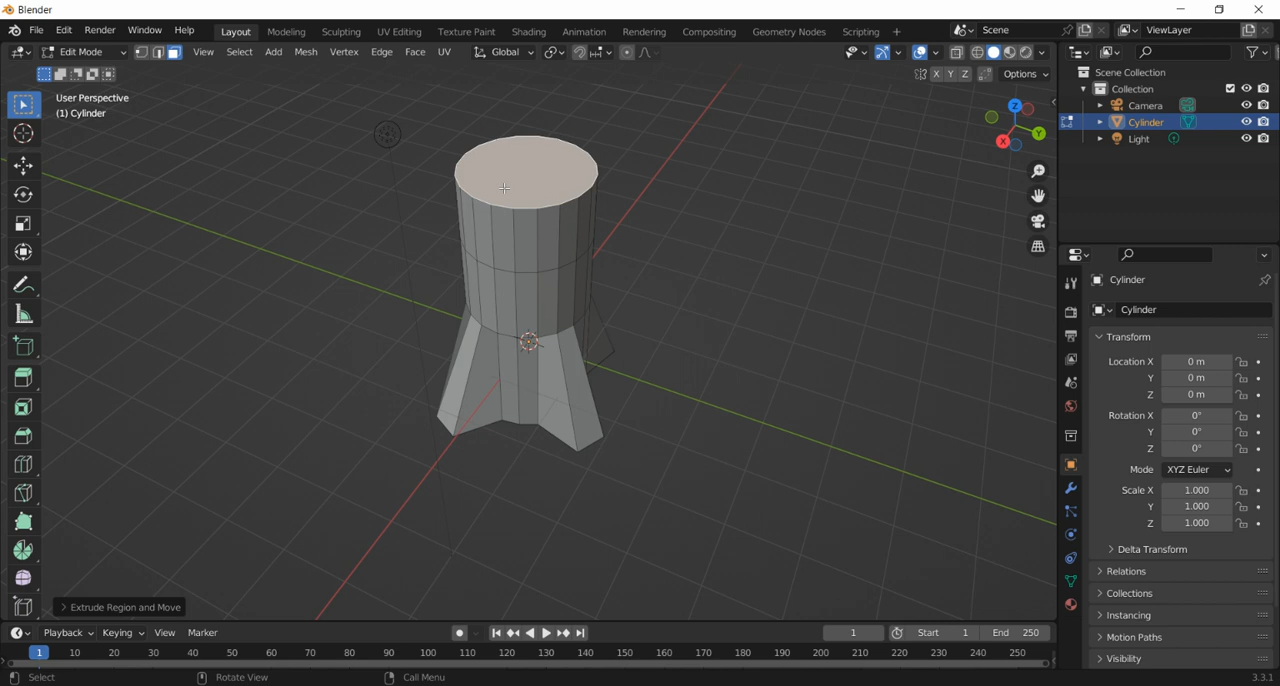 Blender
File Edit Render Window Help Layout Modeling Sculpting UV Editing Texture Paint Shading Animation Rendering Compositing Geometry Nodes Scripting + Scene ViewLayer
Edit Mode View Select Add Mesh Vertex Edge Face UV Global
X Y Z Options
User Perspective
(1) Cylinder
Z
Y
X
Scene Collection
Collection
Camera
Cylinder
Light
Cylinder
Cylinder
Transform
Location X 0 m
Y 0 m
Z 0 m
Rotation X 0°
Y 0°
Z 0°
Mode XYZ Euler
Scale X 1.000
Y 1.000
Z 1.000
Delta Transform
Relations
Collections
Instancing
Motion Paths
Visibility
Extrude Region and Move
Playback Keying View Marker 1 Start 1 End 250
1 10 20 30 40 50 60 70 80 90 100 110 120 130 140 150 160 170 180 190 200 210 220 230 240 250
Select Rotate View Call Menu 3.3.1